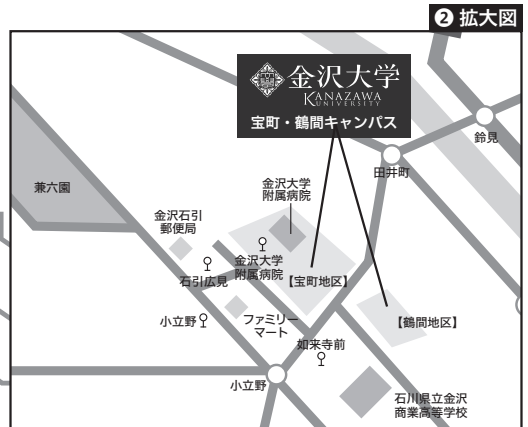 ❷ 拡大図
金沢大学
KANAZAWA
UNIVERSITY
宝町・鶴間キャンパス
鈴見
田井町
兼六園
金沢大学
附属病院
金沢石引
郵便局
金沢大学
附属病院
石引広見
【宝町地区】
小立野
ファミリー
マート
【鶴間地区】
如来寺前
小立野
石川県立金沢
商業高等学校